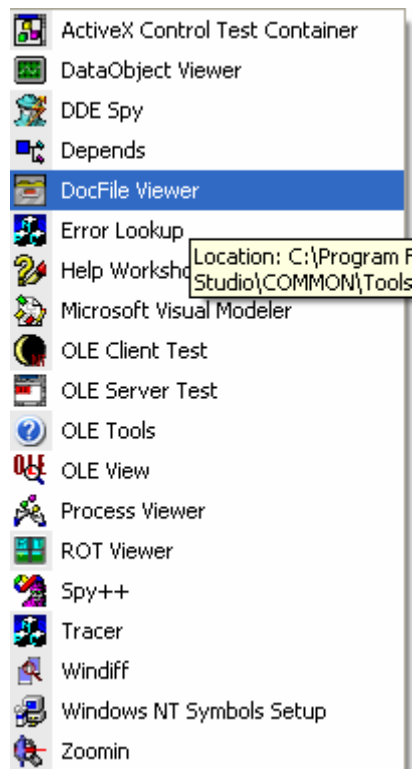 ActiveX Control Test Container
DataObject Viewer
DDE Spy
Depends
DocFile Viewer
Error Lookup
Location: C:\Program F
Help Worksho
Studio\COMMON\Tools
Microsoft Visual Modeler
OLE Client Test
OLE Server Test
OLE Tools
OLE View
Process Viewer
ROT Viewer
Spy++
Tracer
Windiff
Windows NT Symbols Setup
Zoomin